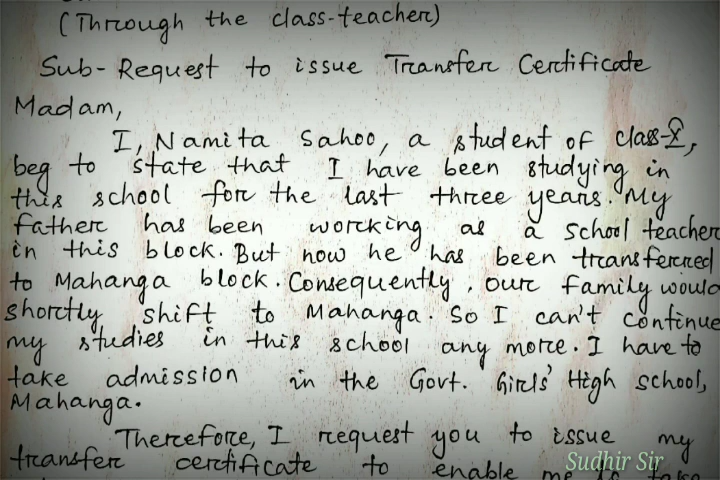 (Through the class-teacher)
Sub- Request to issue Transfer Certificate
Madam,
I, Namita Sahoo, a student of class-X,
beg to state that I have been studying in
this school for the last three years. My
father has been working as a school teacher
in this block. But now he has been transferred
to Mahanga block. Consequently, our family would
shortly shift to Mahanga. So I can't continue
my studies in this school any more. I have to
take admission in the Govt. Girls' High school,
Mahanga.
Therefore, I request you to issue my
transfer certificate to enable me to take
Sudhir Sir